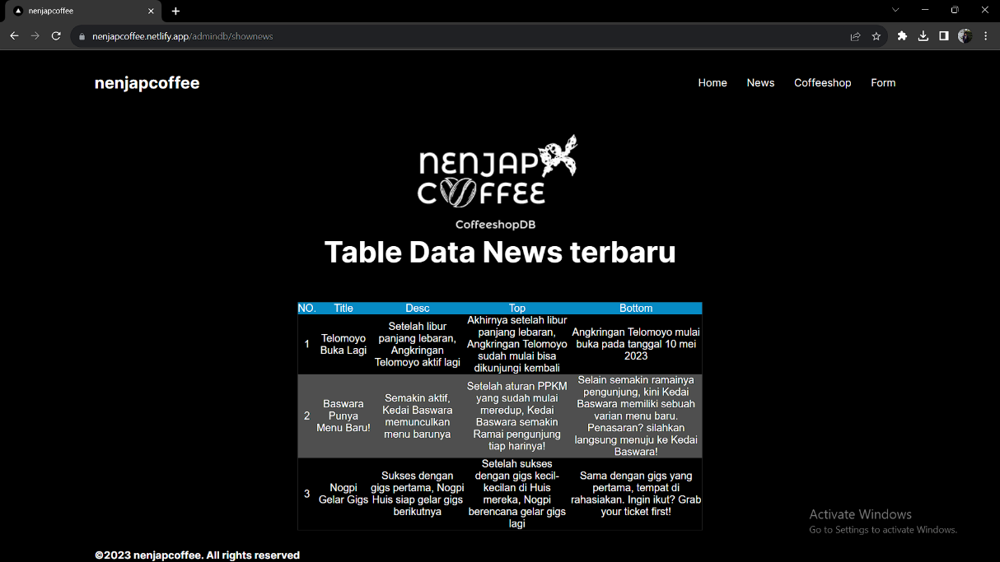 nenjapcoffee
nenjapcoffee.netlify.app/admindb/shownews
nenjapcoffee
Home News Coffeeshop Form
NENJAP
COFFEE
CoffeeshopDB
Table Data News terbaru
NO. Title Desc Top Bottom
1
Telomoyo
Buka Lagi
Setelah libur
panjang lebaran,
Angkringan
Telomoyo aktif lagi
Akhirnya setelah libur
panjang lebaran,
Angkringan Telomoyo
sudah mulai bisa
dikunjungi kembali
Angkringan Telomoyo mulai
buka pada tanggal 10 mei
2023
2
Baswara
Punya
Menu Baru!
Semakin aktif,
Kedai Baswara
memunculkan
menu barunya
Setelah aturan PPKM
yang sudah mulai
meredup, Kedai
Baswara semakin
Ramai pengunjung
tiap harinya!
Selain semakin ramainya
pengunjung, kini Kedai
Baswara memiliki sebuah
varian menu baru.
Penasaran? silahkan
langsung menuju ke Kedai
Baswara!
3
Nogpi
Gelar Gigs
Sukses dengan
gigs pertama, Nogpi
Huis siap gelar gigs
berikutnya
Setelah sukses
dengan gigs kecil-
kecilan di Huis
mereka, Nogpi
berencana gelar gigs
lagi
Sama dengan gigs yang
pertama, tempat di
rahasiakan. Ingin ikut? Grab
your ticket first!
Activate Windows
Go to Settings to activate Windows.
©2023 nenjapcoffee. All rights reserved